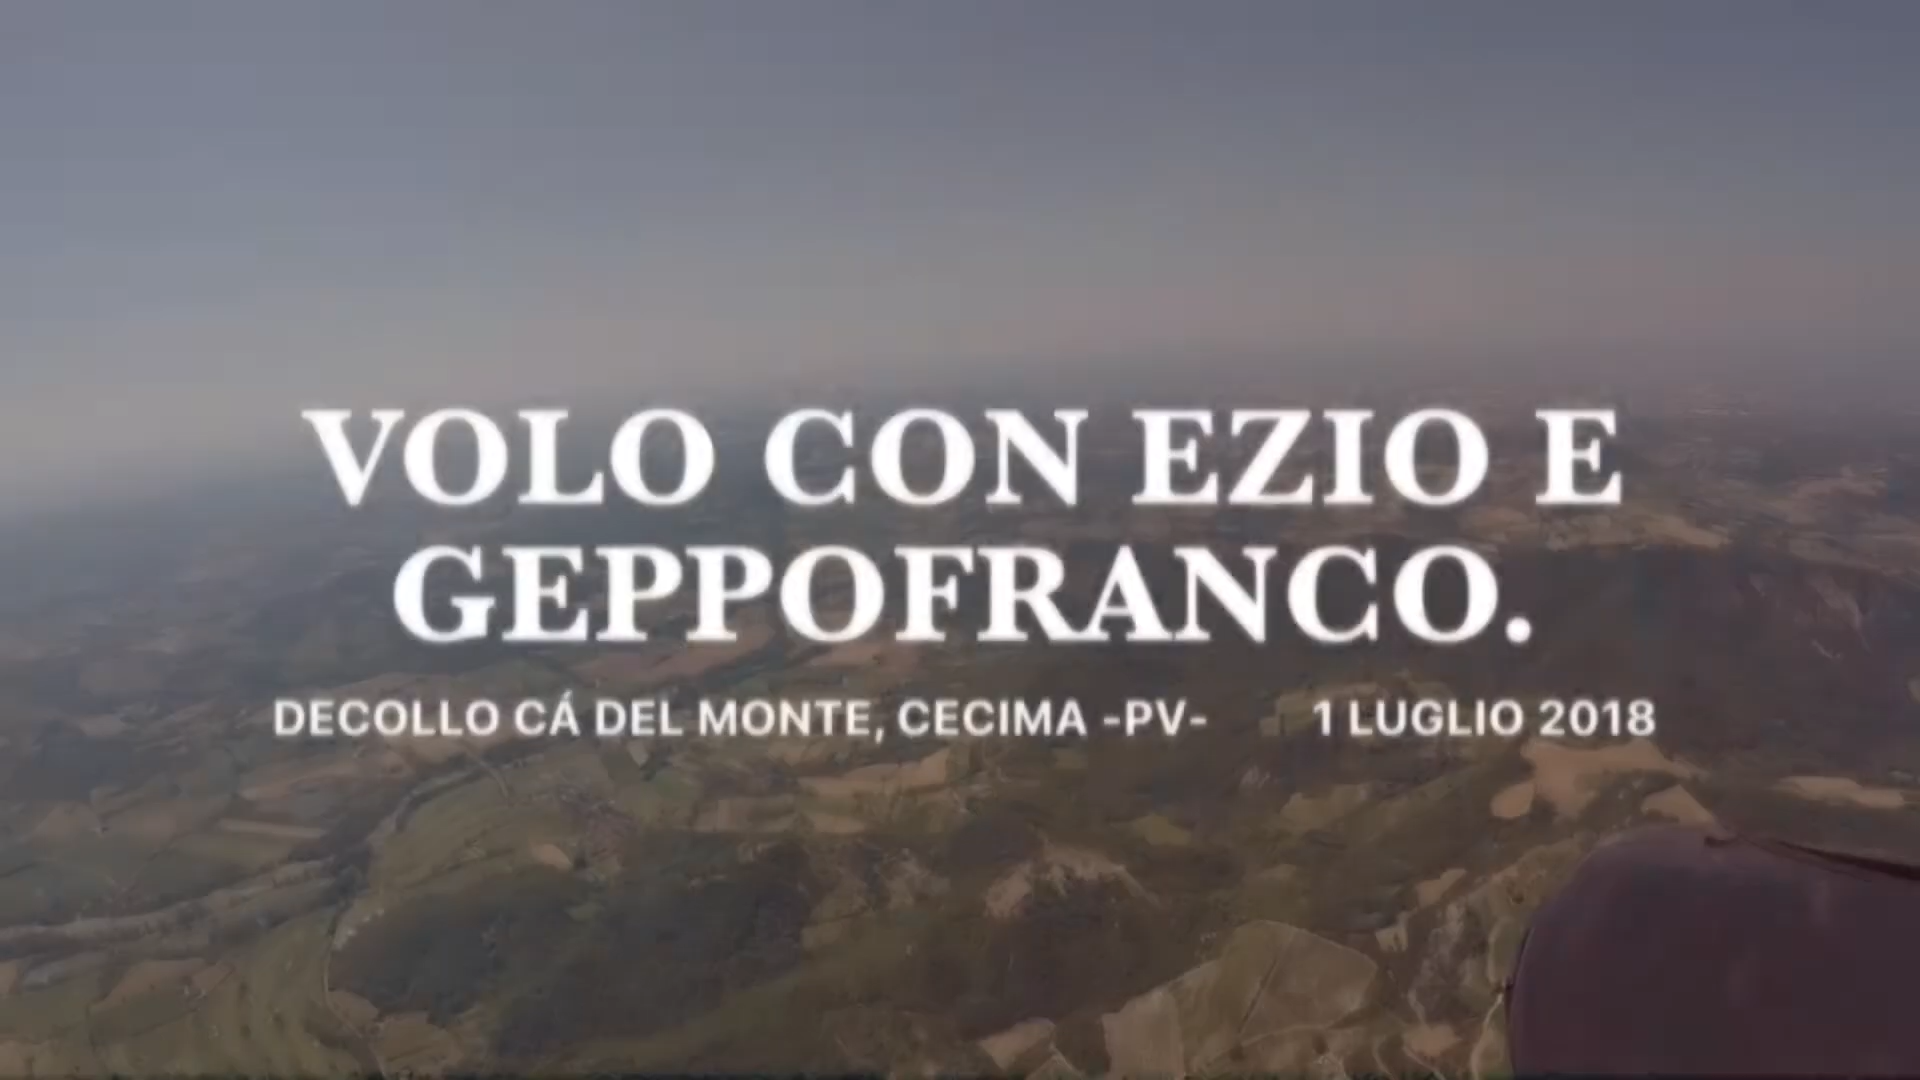 VOLO CON EZIO E
GEPPOFRANCO.
DECOLLO CÁ DEL MONTE, CECIMA -PV- 1 LUGLIO 2018